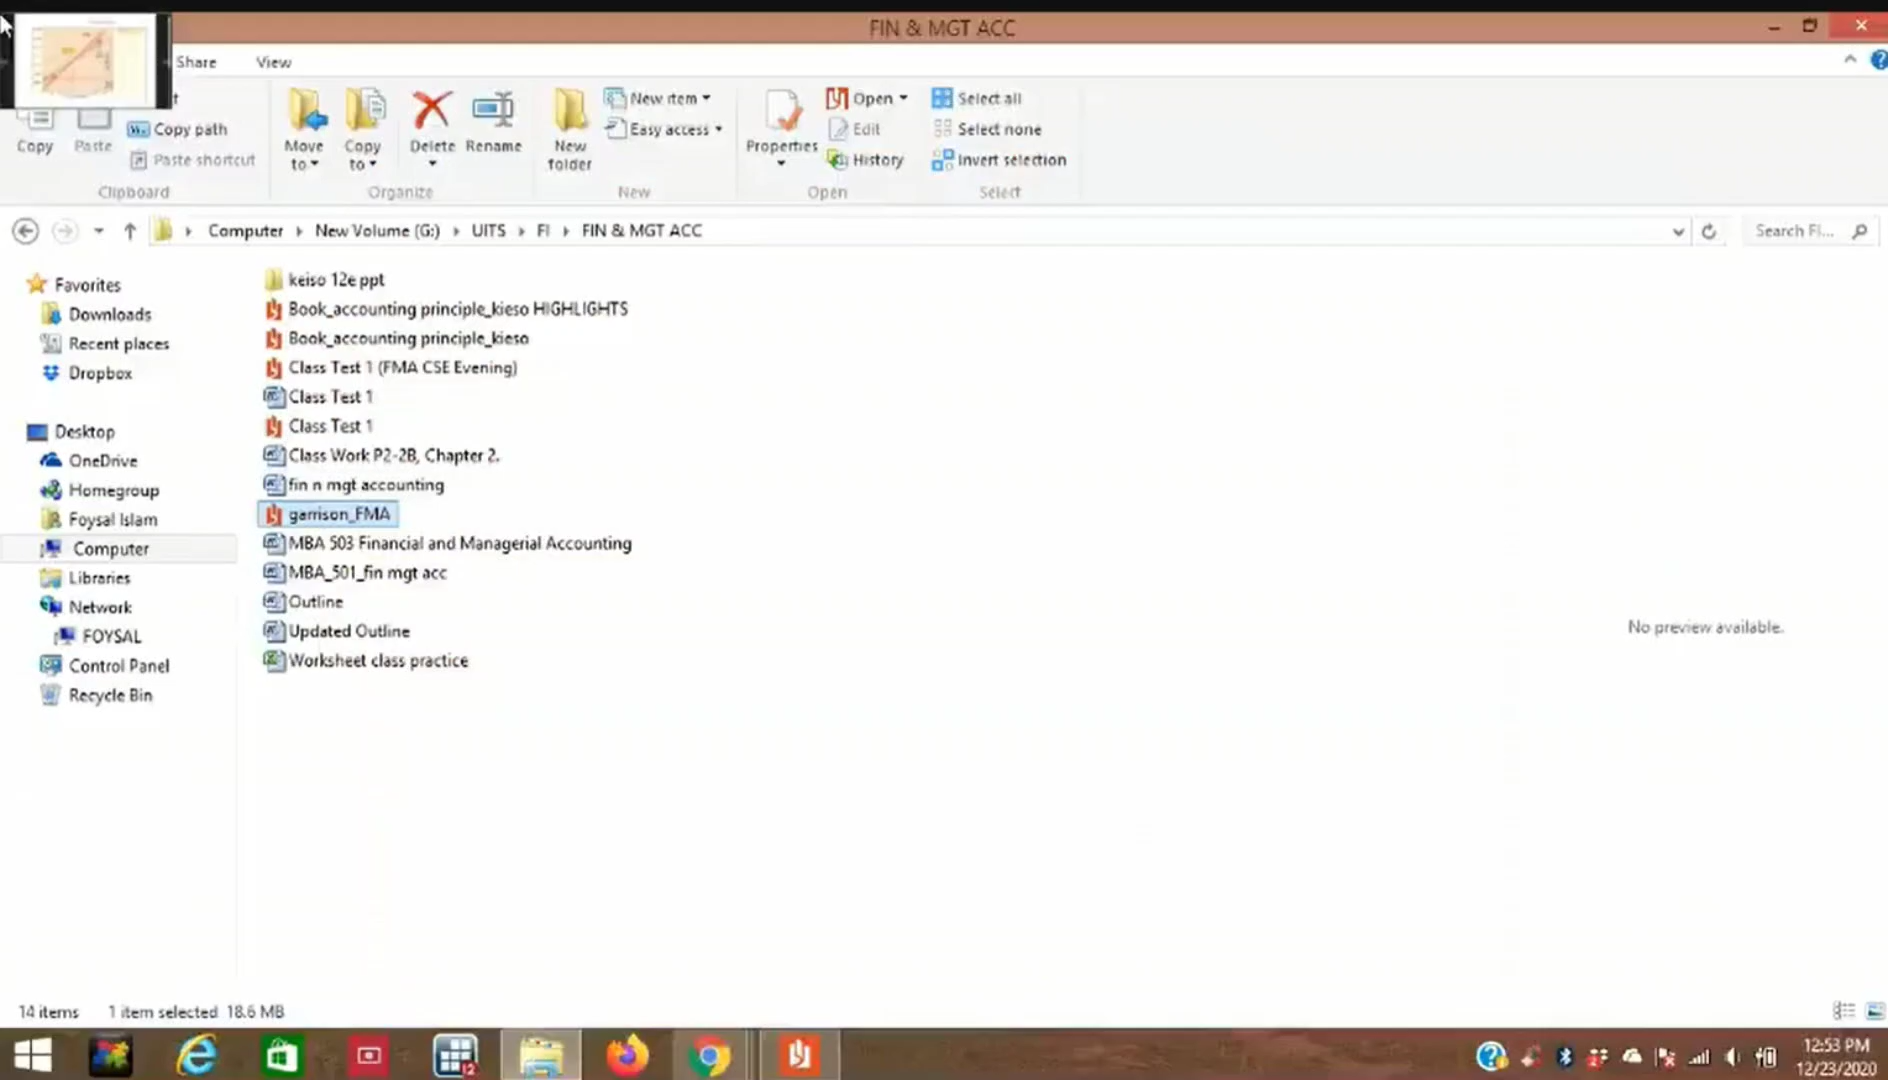 FIN & MGT ACC
Share View
Copy
Paste
Copy path
Paste shortcut
Clipboard
Move to
Copy to
Delete
Rename
Organize
New folder
New item
Easy access
New
Properties
Open
Edit
History
Open
Select all
Select none
Invert selection
Select
Computer New Volume (G:) UITS FI FIN & MGT ACC
Search FI...
Favorites
Downloads
Recent places
Dropbox
Desktop
OneDrive
Homegroup
Foysal Islam
Computer
Libraries
Network
FOYSAL
Control Panel
Recycle Bin
keiso 12e ppt
Book_accounting principle_kieso HIGHLIGHTS
Book_accounting principle_kieso
Class Test 1 (FMA CSE Evening)
Class Test 1
Class Test 1
Class Work P2-2B, Chapter 2.
fin n mgt accounting
garrison_FMA
MBA 503 Financial and Managerial Accounting
MBA_501_fin mgt acc
Outline
Updated Outline
Worksheet class practice
No preview available.
14 items 1 item selected 18.6 MB
12:53 PM
12/23/2020